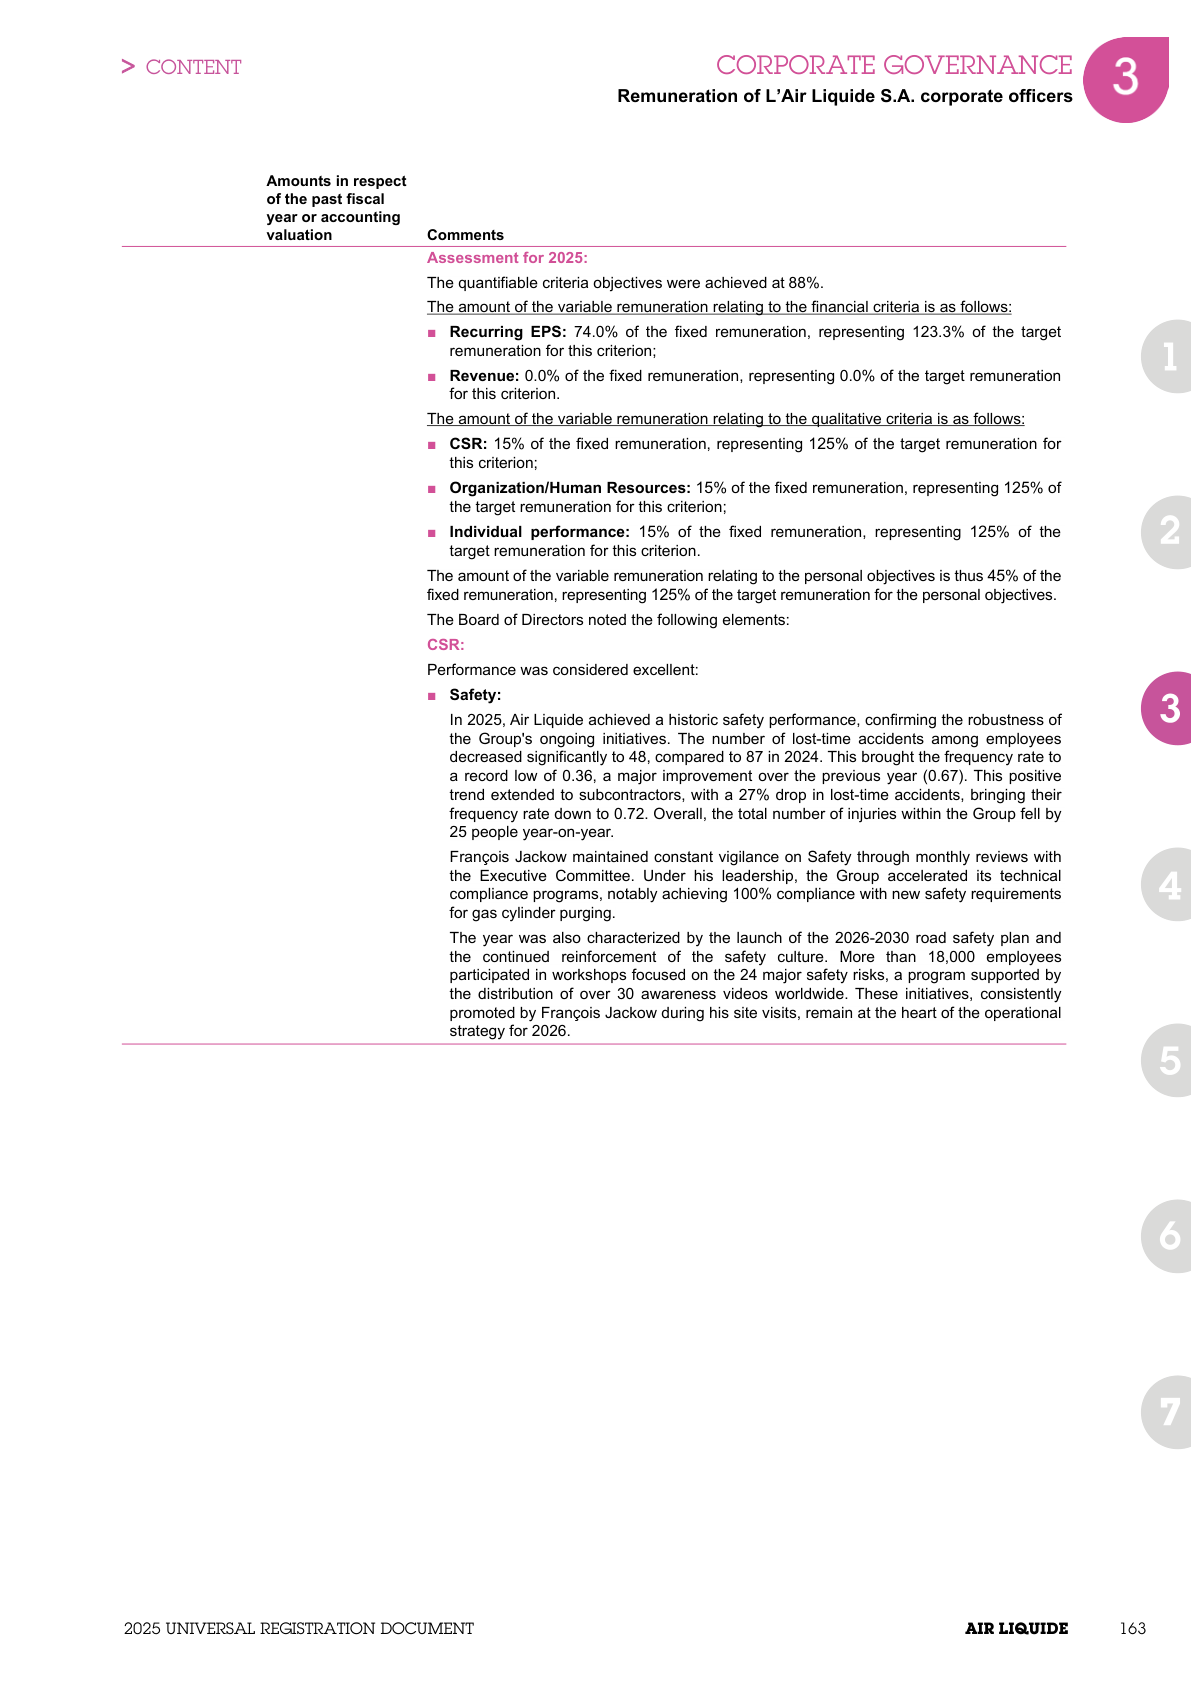 > CONTENT
CORPORATE GOVERNANCE
Remuneration of L’Air Liquide S.A. corporate officers
3
Amounts in respect
of the past fiscal
year or accounting
valuation
Comments
Assessment for 2025:
The quantifiable criteria objectives were achieved at 88%.
The amount of the variable remuneration relating to the financial criteria is as follows:
■ Recurring EPS: 74.0% of the fixed remuneration, representing 123.3% of the target
remuneration for this criterion;
■ Revenue: 0.0% of the fixed remuneration, representing 0.0% of the target remuneration
for this criterion.
The amount of the variable remuneration relating to the qualitative criteria is as follows:
■ CSR: 15% of the fixed remuneration, representing 125% of the target remuneration for
this criterion;
■ Organization/Human Resources: 15% of the fixed remuneration, representing 125% of
the target remuneration for this criterion;
■ Individual performance: 15% of the fixed remuneration, representing 125% of the
target remuneration for this criterion.
The amount of the variable remuneration relating to the personal objectives is thus 45% of the
fixed remuneration, representing 125% of the target remuneration for the personal objectives.
The Board of Directors noted the following elements:
CSR:
Performance was considered excellent:
■ Safety:
In 2025, Air Liquide achieved a historic safety performance, confirming the robustness of
the Group's ongoing initiatives. The number of lost-time accidents among employees
decreased significantly to 48, compared to 87 in 2024. This brought the frequency rate to
a record low of 0.36, a major improvement over the previous year (0.67). This positive
trend extended to subcontractors, with a 27% drop in lost-time accidents, bringing their
frequency rate down to 0.72. Overall, the total number of injuries within the Group fell by
25 people year-on-year.
François Jackow maintained constant vigilance on Safety through monthly reviews with
the Executive Committee. Under his leadership, the Group accelerated its technical
compliance programs, notably achieving 100% compliance with new safety requirements
for gas cylinder purging.
The year was also characterized by the launch of the 2026-2030 road safety plan and
the continued reinforcement of the safety culture. More than 18,000 employees
participated in workshops focused on the 24 major safety risks, a program supported by
the distribution of over 30 awareness videos worldwide. These initiatives, consistently
promoted by François Jackow during his site visits, remain at the heart of the operational
strategy for 2026.
1
2
3
4
5
6
7
2025 UNIVERSAL REGISTRATION DOCUMENT
AIR LIQUIDE
163